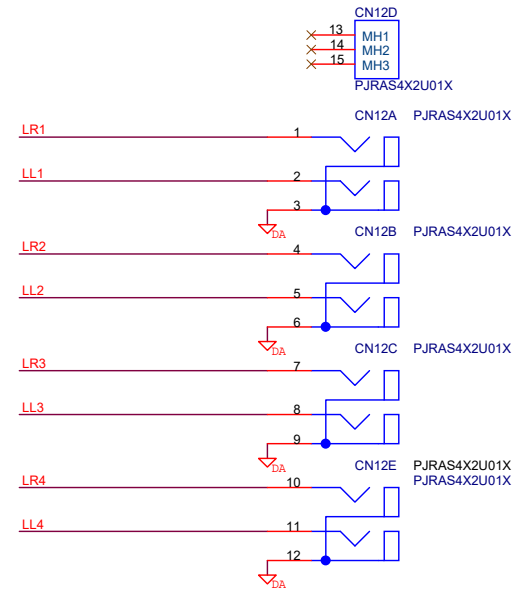 CN12D
13 MH1
14 MH2
15 MH3
PJRAS4X2U01X
CN12A PJRAS4X2U01X
LR1 1
LL1 2
3
DA
CN12B PJRAS4X2U01X
LR2 4
LL2 5
6
DA
CN12C PJRAS4X2U01X
LR3 7
LL3 8
9
DA
CN12E PJRAS4X2U01X
PJRAS4X2U01X
LR4 10
LL4 11
12
DA